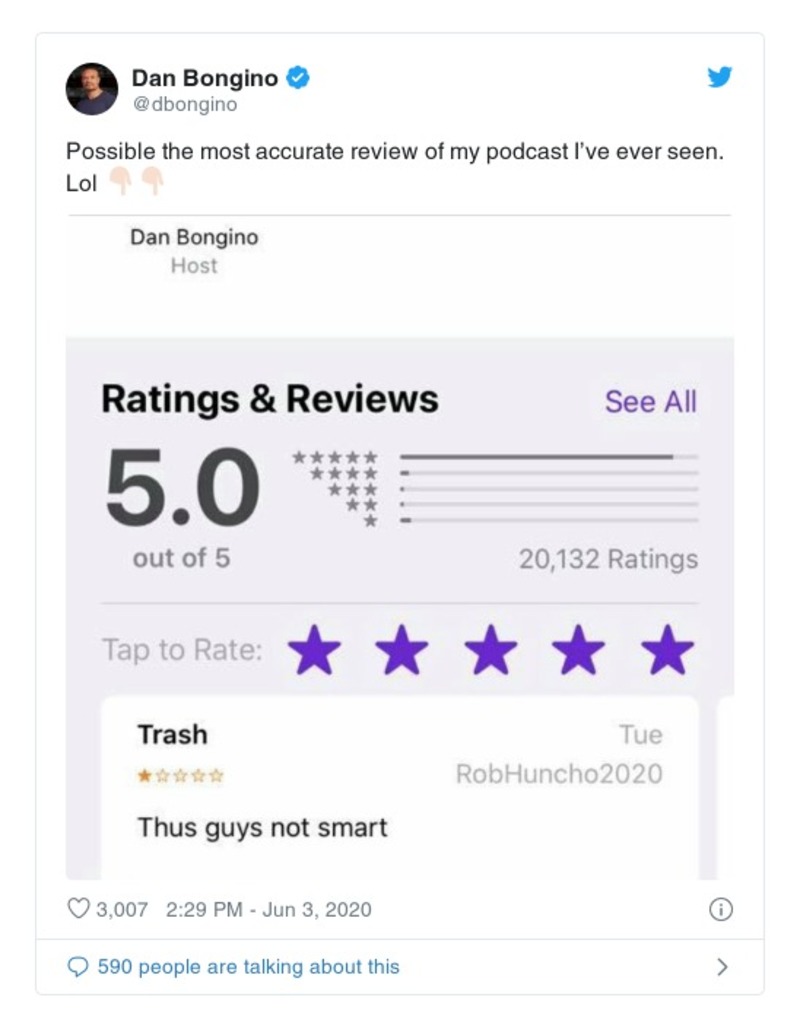 Dan Bongino
@dbongino
Possible the most accurate review of my podcast I’ve ever seen.
Lol 👇🏻👇🏻
Dan Bongino
Host
Ratings & Reviews See All
5.0
out of 5 20,132 Ratings
Tap to Rate:
Trash Tue
RobHuncho2020
Thus guys not smart
3,007 2:29 PM - Jun 3, 2020
590 people are talking about this